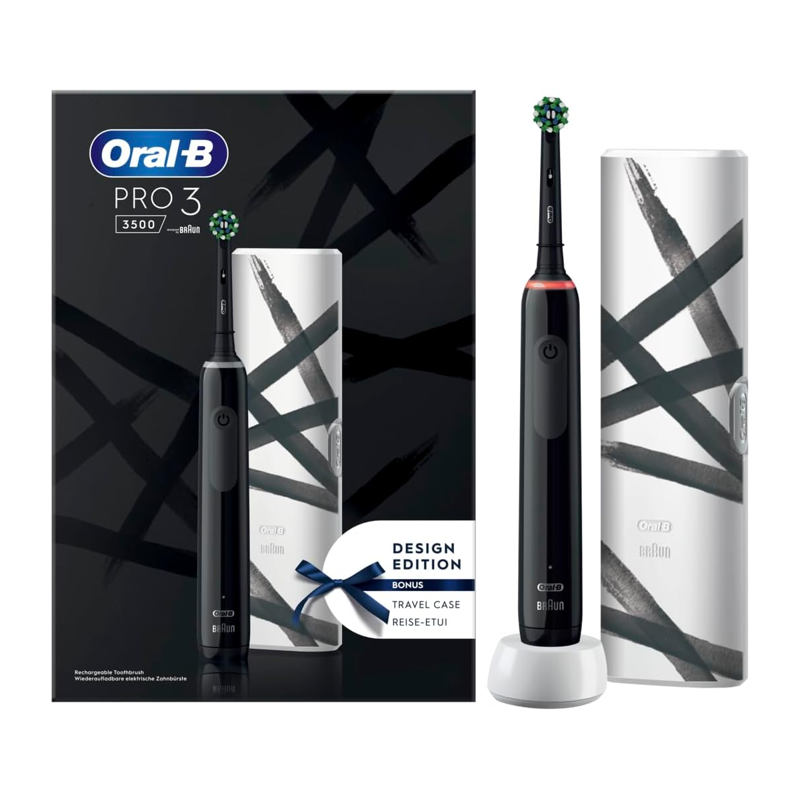 Oral-B
PRO 3
3500
BRAUN
Oral-B
BRAUN
Oral-B
BRAUN
DESIGN
EDITION
BONUS
TRAVEL CASE
REISE-ETUI
Rechargeable Toothbrush
Wiederaufladbare elektrische Zahnbürste
Oral-B
Oral-B
BRAUN
Oral-B
BRAUN